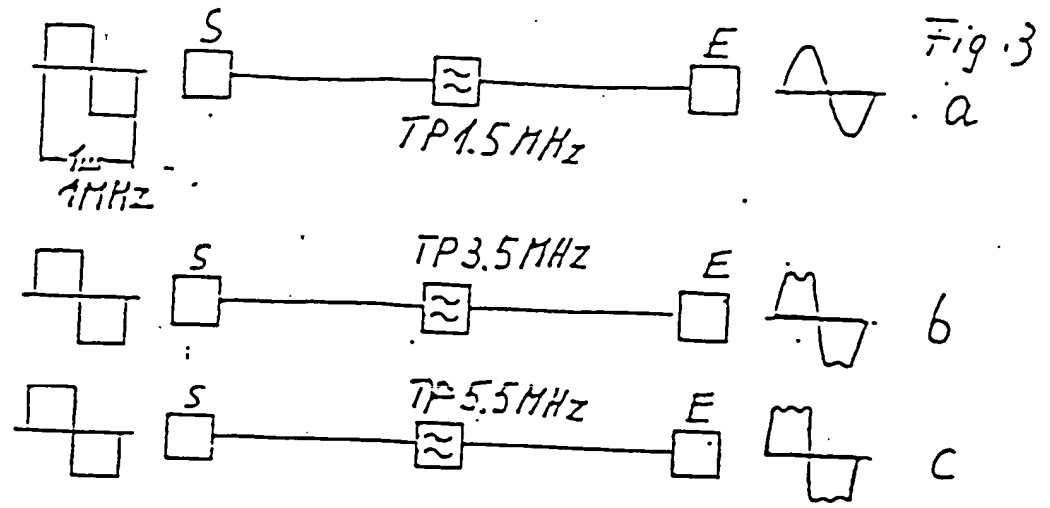 S E Fig.3
TP1.5MHz a
1MHz
S TP3.5MHz E
b
S TP5.5MHz E
c